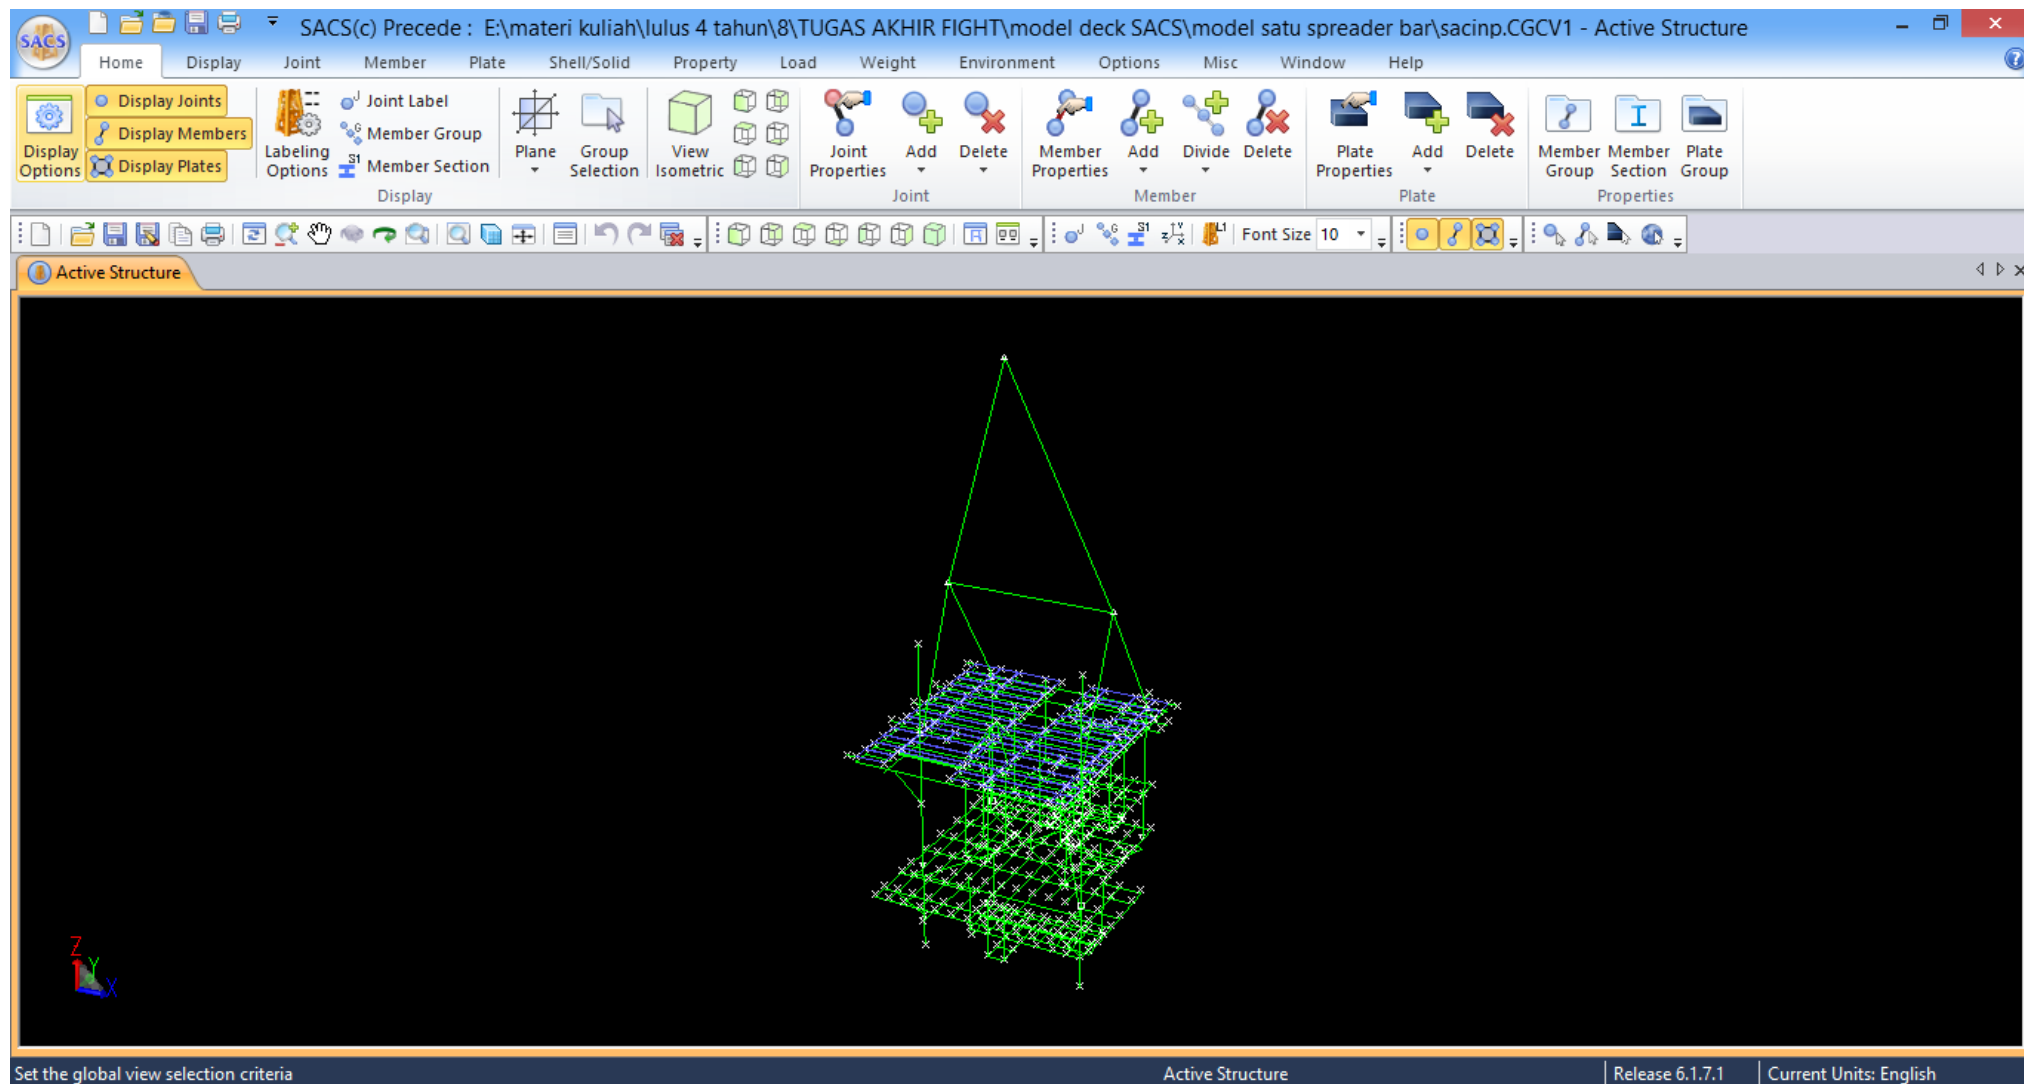 SACS
SACS(c) Precede : E:\materi kuliah\lulus 4 tahun\8\TUGAS AKHIR FIGHT\model deck SACS\model satu spreader bar\sacinp.CGCV1 - Active Structure
Home Display Joint Member Plate Shell/Solid Property Load Weight Environment Options Misc Window Help
Display Options
Display Joints
Display Members
Display Plates
Labeling Options
Joint Label
Member Group
Member Section
Plane
Group Selection
View Isometric
Joint Properties
Add
Delete
Member Properties
Add
Divide
Delete
Plate Properties
Add
Delete
Member Group
Member Section
Plate Group
Display Joint Member Plate Properties
Font Size 10
Active Structure
Z
Y
X
Set the global view selection criteria Active Structure Release 6.1.7.1 Current Units: English